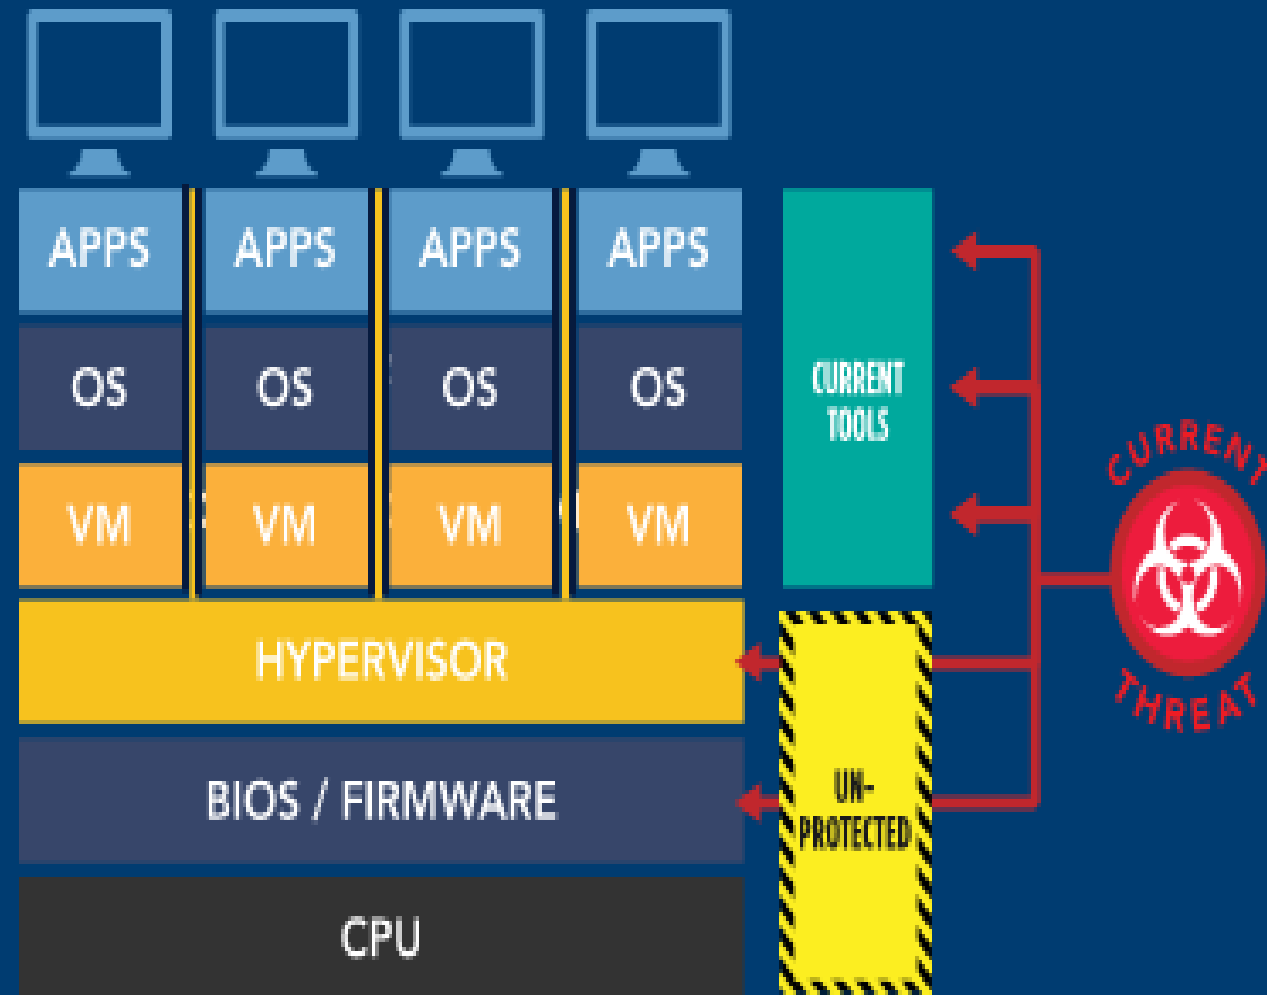 APPS APPS APPS APPS
OS OS OS OS
VM VM VM VM
HYPERVISOR
BIOS / FIRMWARE
CPU
CURRENT
TOOLS
UN-
PROTECTED
CURRENT
THREAT